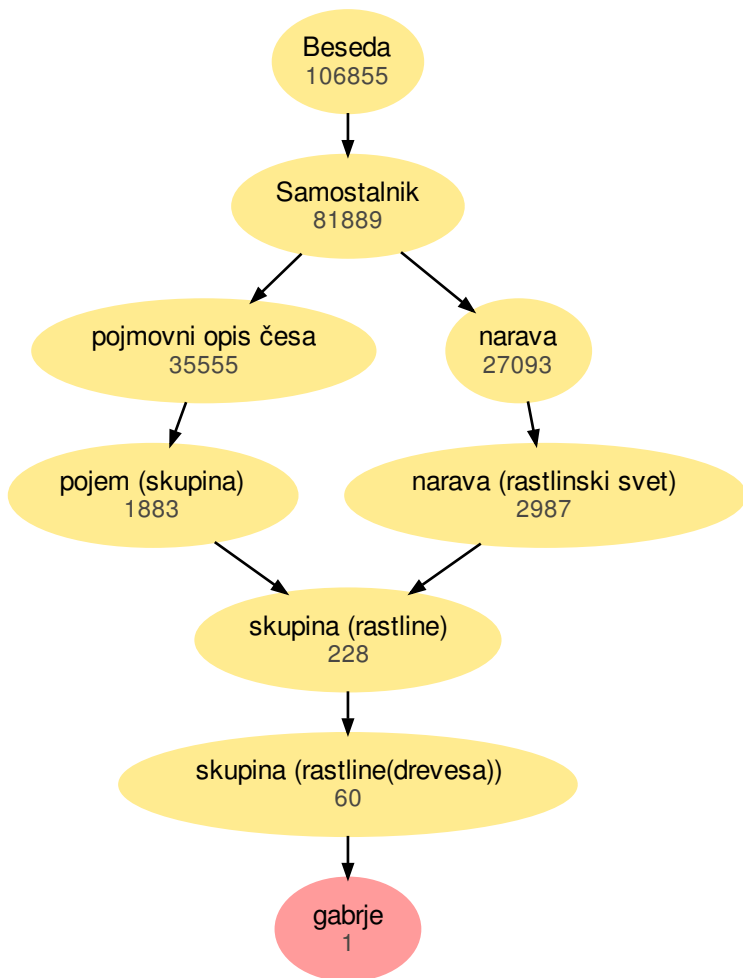 Beseda
106855
Samostalnik
81889
pojmovni opis česa
35555
narava
27093
pojem (skupina)
1883
narava (rastlinski svet)
2987
skupina (rastline)
228
skupina (rastline(drevesa))
60
gabrje
1